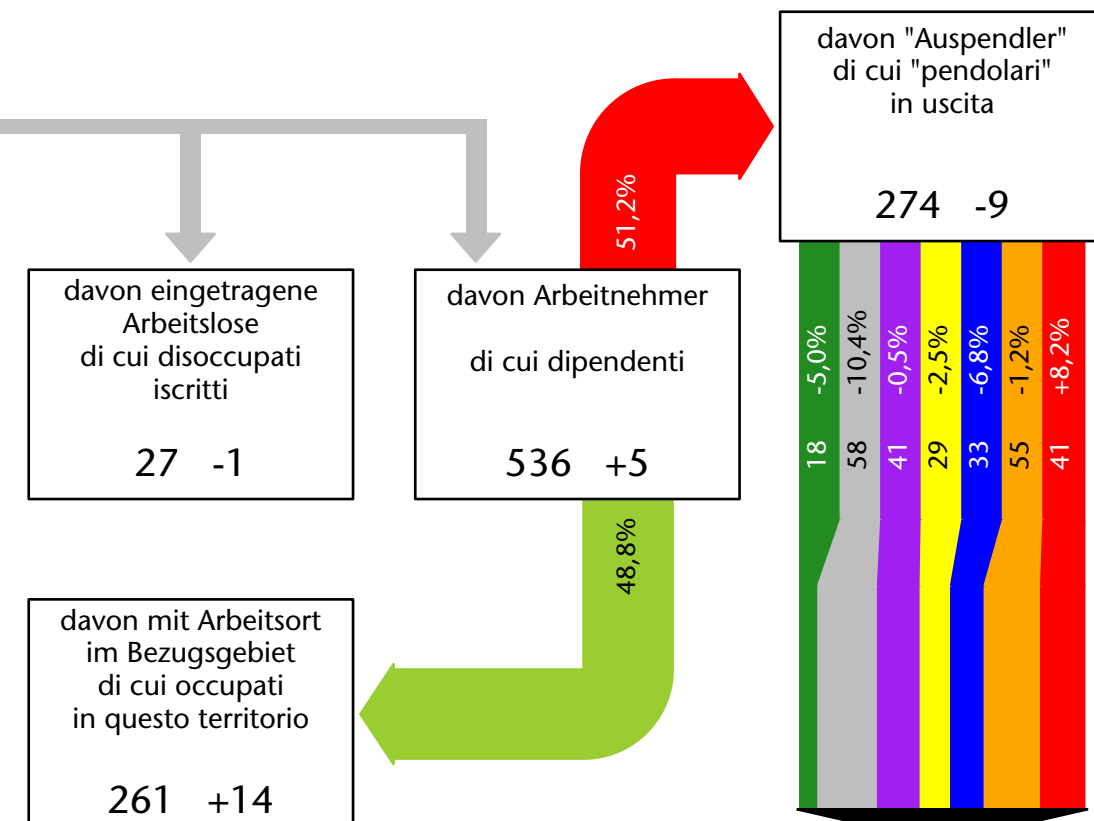 davon "Auspendler"
di cui "pendolari"
in uscita
274 -9
51,2%
davon eingetragene
Arbeitslose
di cui disoccupati
iscritti
27 -1
davon Arbeitnehmer
di cui dipendenti
536 +5
18 -5,0%
58 -10,4%
41 -0,5%
29 -2,5%
33 -6,8%
55 -1,2%
41 +8,2%
48,8%
davon mit Arbeitsort
im Bezugsgebiet
di cui occupati
in questo territorio
261 +14